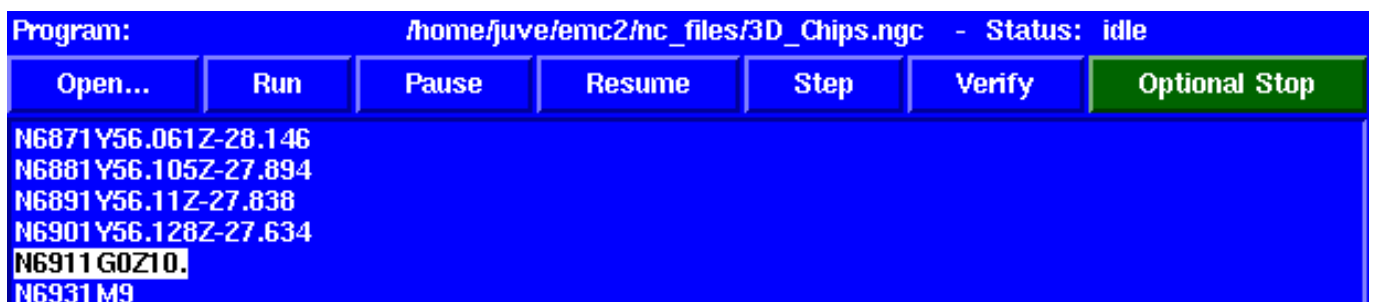 Program: /home/juve/emc2/nc_files/3D_Chips.ngc - Status: idle
Open... Run Pause Resume Step Verify Optional Stop
N6871Y56.061Z-28.146
N6881Y56.105Z-27.894
N6891Y56.11Z-27.838
N6901Y56.128Z-27.634
N6911G0Z10.
N6931M9